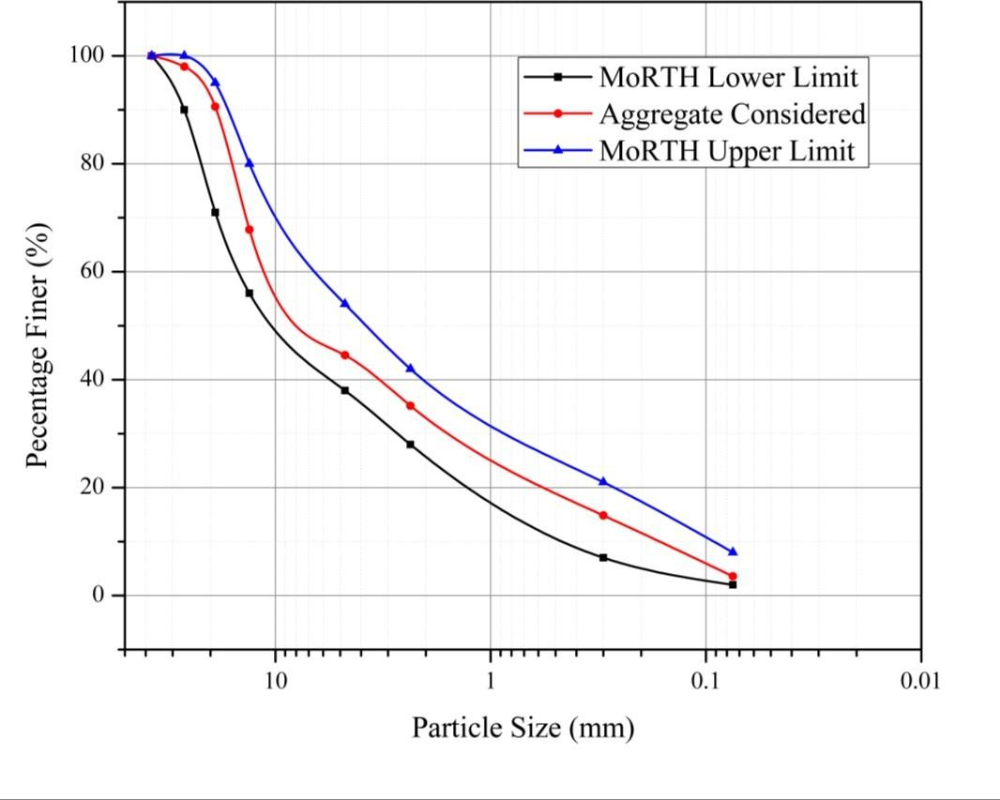 100
80
60
40
20
0
Pecentage Finer (%)
MoRTH Lower Limit
Aggregate Considered
MoRTH Upper Limit
10 1 0.1 0.01
Particle Size (mm)